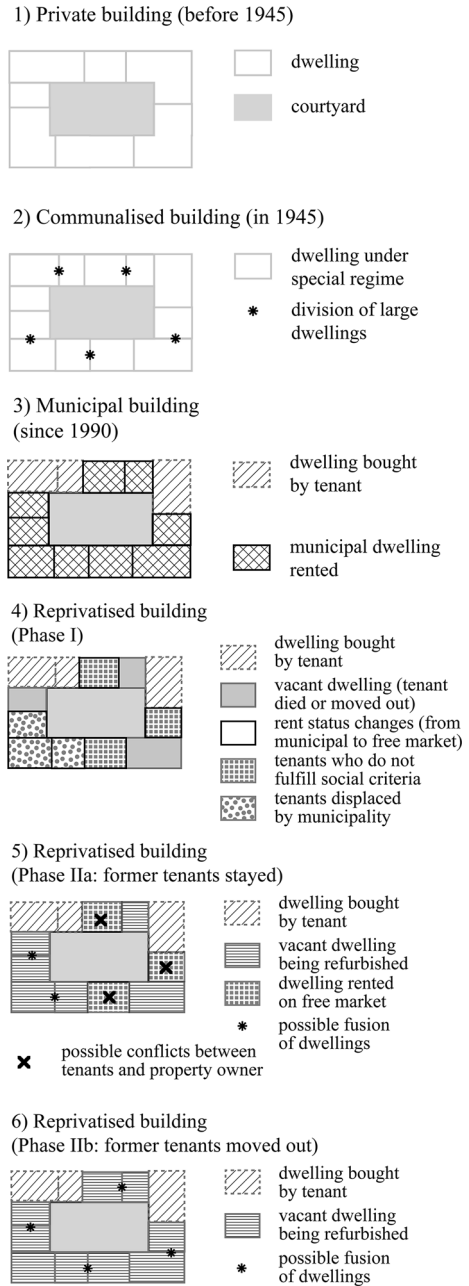 1) Private building (before 1945)
dwelling
courtyard
2) Communalised building (in 1945)
dwelling under
special regime
division of large
dwellings
3) Municipal building
(since 1990)
dwelling bought
by tenant
municipal dwelling
rented
4) Reprivatised building
(Phase I)
dwelling bought
by tenant
vacant dwelling (tenant
died or moved out)
rent status changes (from
municipal to free market)
tenants who do not
fulfill social criteria
tenants displaced
by municipality
5) Reprivatised building
(Phase IIa: former tenants stayed)
dwelling bought
by tenant
vacant dwelling
being refurbished
dwelling rented
on free market
possible fusion
of dwellings
possible conflicts between
tenants and property owner
6) Reprivatised building
(Phase IIb: former tenants moved out)
dwelling bought
by tenant
vacant dwelling
being refurbished
possible fusion
of dwellings